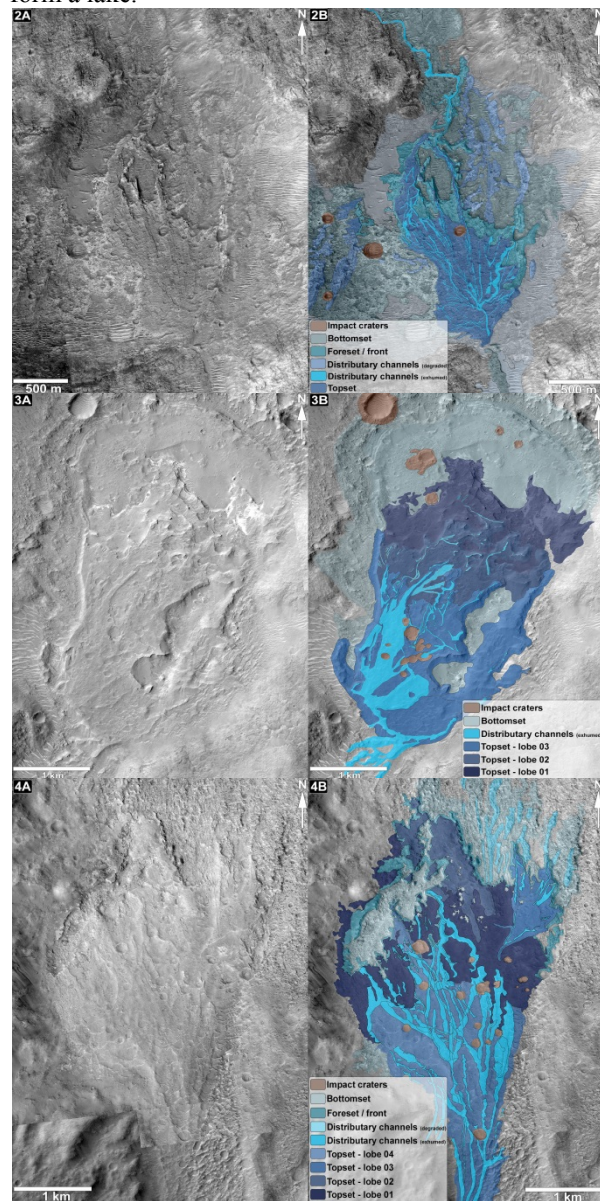 form a lake.
2A
N
500 m
2B
N
Impact craters
Bottomset
Foreset / front
Distributary channels (degraded)
Distributary channels (exhumed)
Topset
500 m
3A
N
1 km
3B
N
Impact craters
Bottomset
Distributary channels (exhumed)
Topset - lobe 03
Topset - lobe 02
Topset - lobe 01
1 km
4A
N
1 km
4B
N
Impact craters
Bottomset
Foreset / front
Distributary channels (degraded)
Distributary channels (exhumed)
Topset - lobe 04
Topset - lobe 03
Topset - lobe 02
Topset - lobe 01
1 km